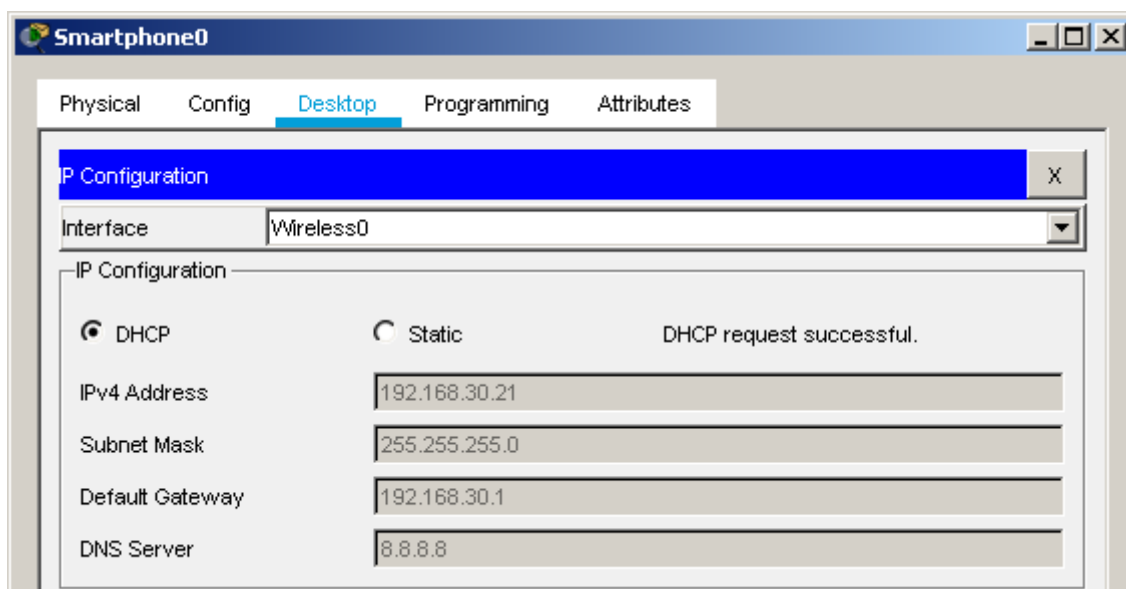 Smartphone0
Physical Config Desktop Programming Attributes
IP Configuration X
Interface Wireless0
IP Configuration
DHCP Static DHCP request successful.
IPv4 Address 192.168.30.21
Subnet Mask 255.255.255.0
Default Gateway 192.168.30.1
DNS Server 8.8.8.8